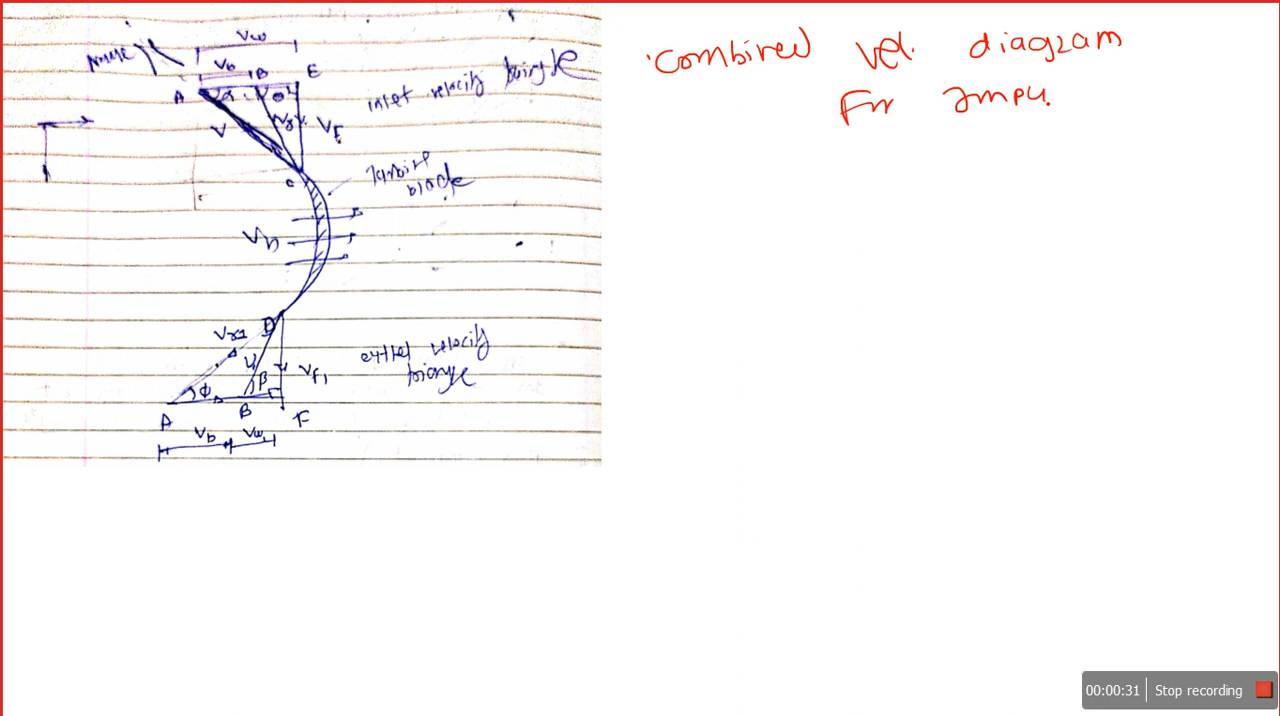 Vw
Vb B E
A α θ
inlet velocity triangle
V Vr Vf
C
Turbine
blade
Vb
D
Vr1
outlet velocity
triangle
V1 β Vf1
φ
A B F
Vb Vw1
Combined vel. diagram
For Impu.
00:00:31 Stop recording